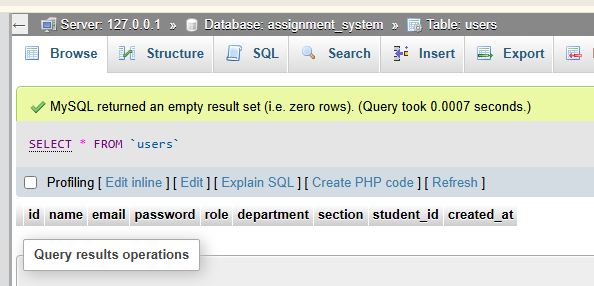 ← Server: 127.0.0.1 » Database: assignment_system » Table: users
Browse Structure SQL Search Insert Export
MySQL returned an empty result set (i.e. zero rows). (Query took 0.0007 seconds.)
SELECT * FROM `users`
Profiling [ Edit inline ] [ Edit ] [ Explain SQL ] [ Create PHP code ] [ Refresh ]
id name email password role department section student_id created_at
Query results operations